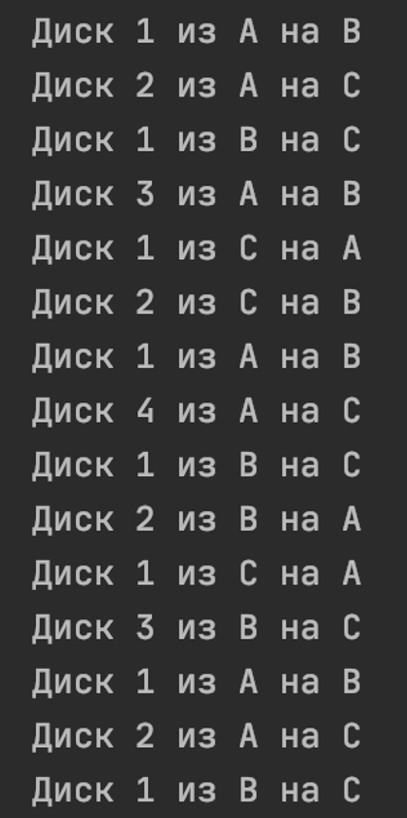 Диск 1 из A на B
Диск 2 из A на C
Диск 1 из B на C
Диск 3 из A на B
Диск 1 из C на A
Диск 2 из C на B
Диск 1 из A на B
Диск 4 из A на C
Диск 1 из B на C
Диск 2 из B на A
Диск 1 из C на A
Диск 3 из B на C
Диск 1 из A на B
Диск 2 из A на C
Диск 1 из B на C